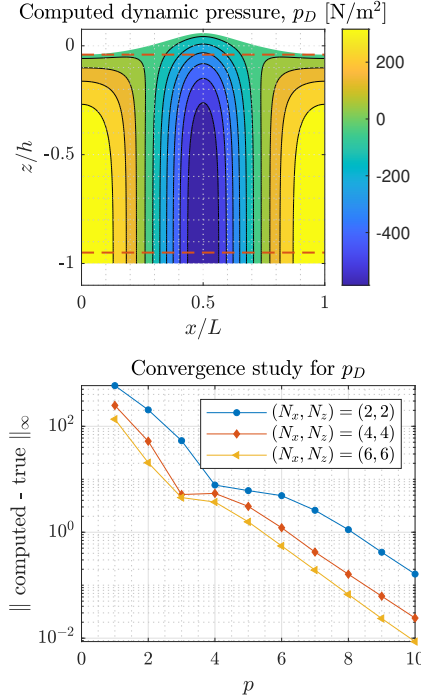 Computed dynamic pressure, p_D [N/m²]
0
-0.5
-1
z/h
0
0.5
1
x/L
200
0
-200
-400
Convergence study for p_D
10²
10⁰
10⁻²
‖ computed - true ‖∞
(N_x, N_z) = (2, 2)
(N_x, N_z) = (4, 4)
(N_x, N_z) = (6, 6)
0
2
4
6
8
10
p